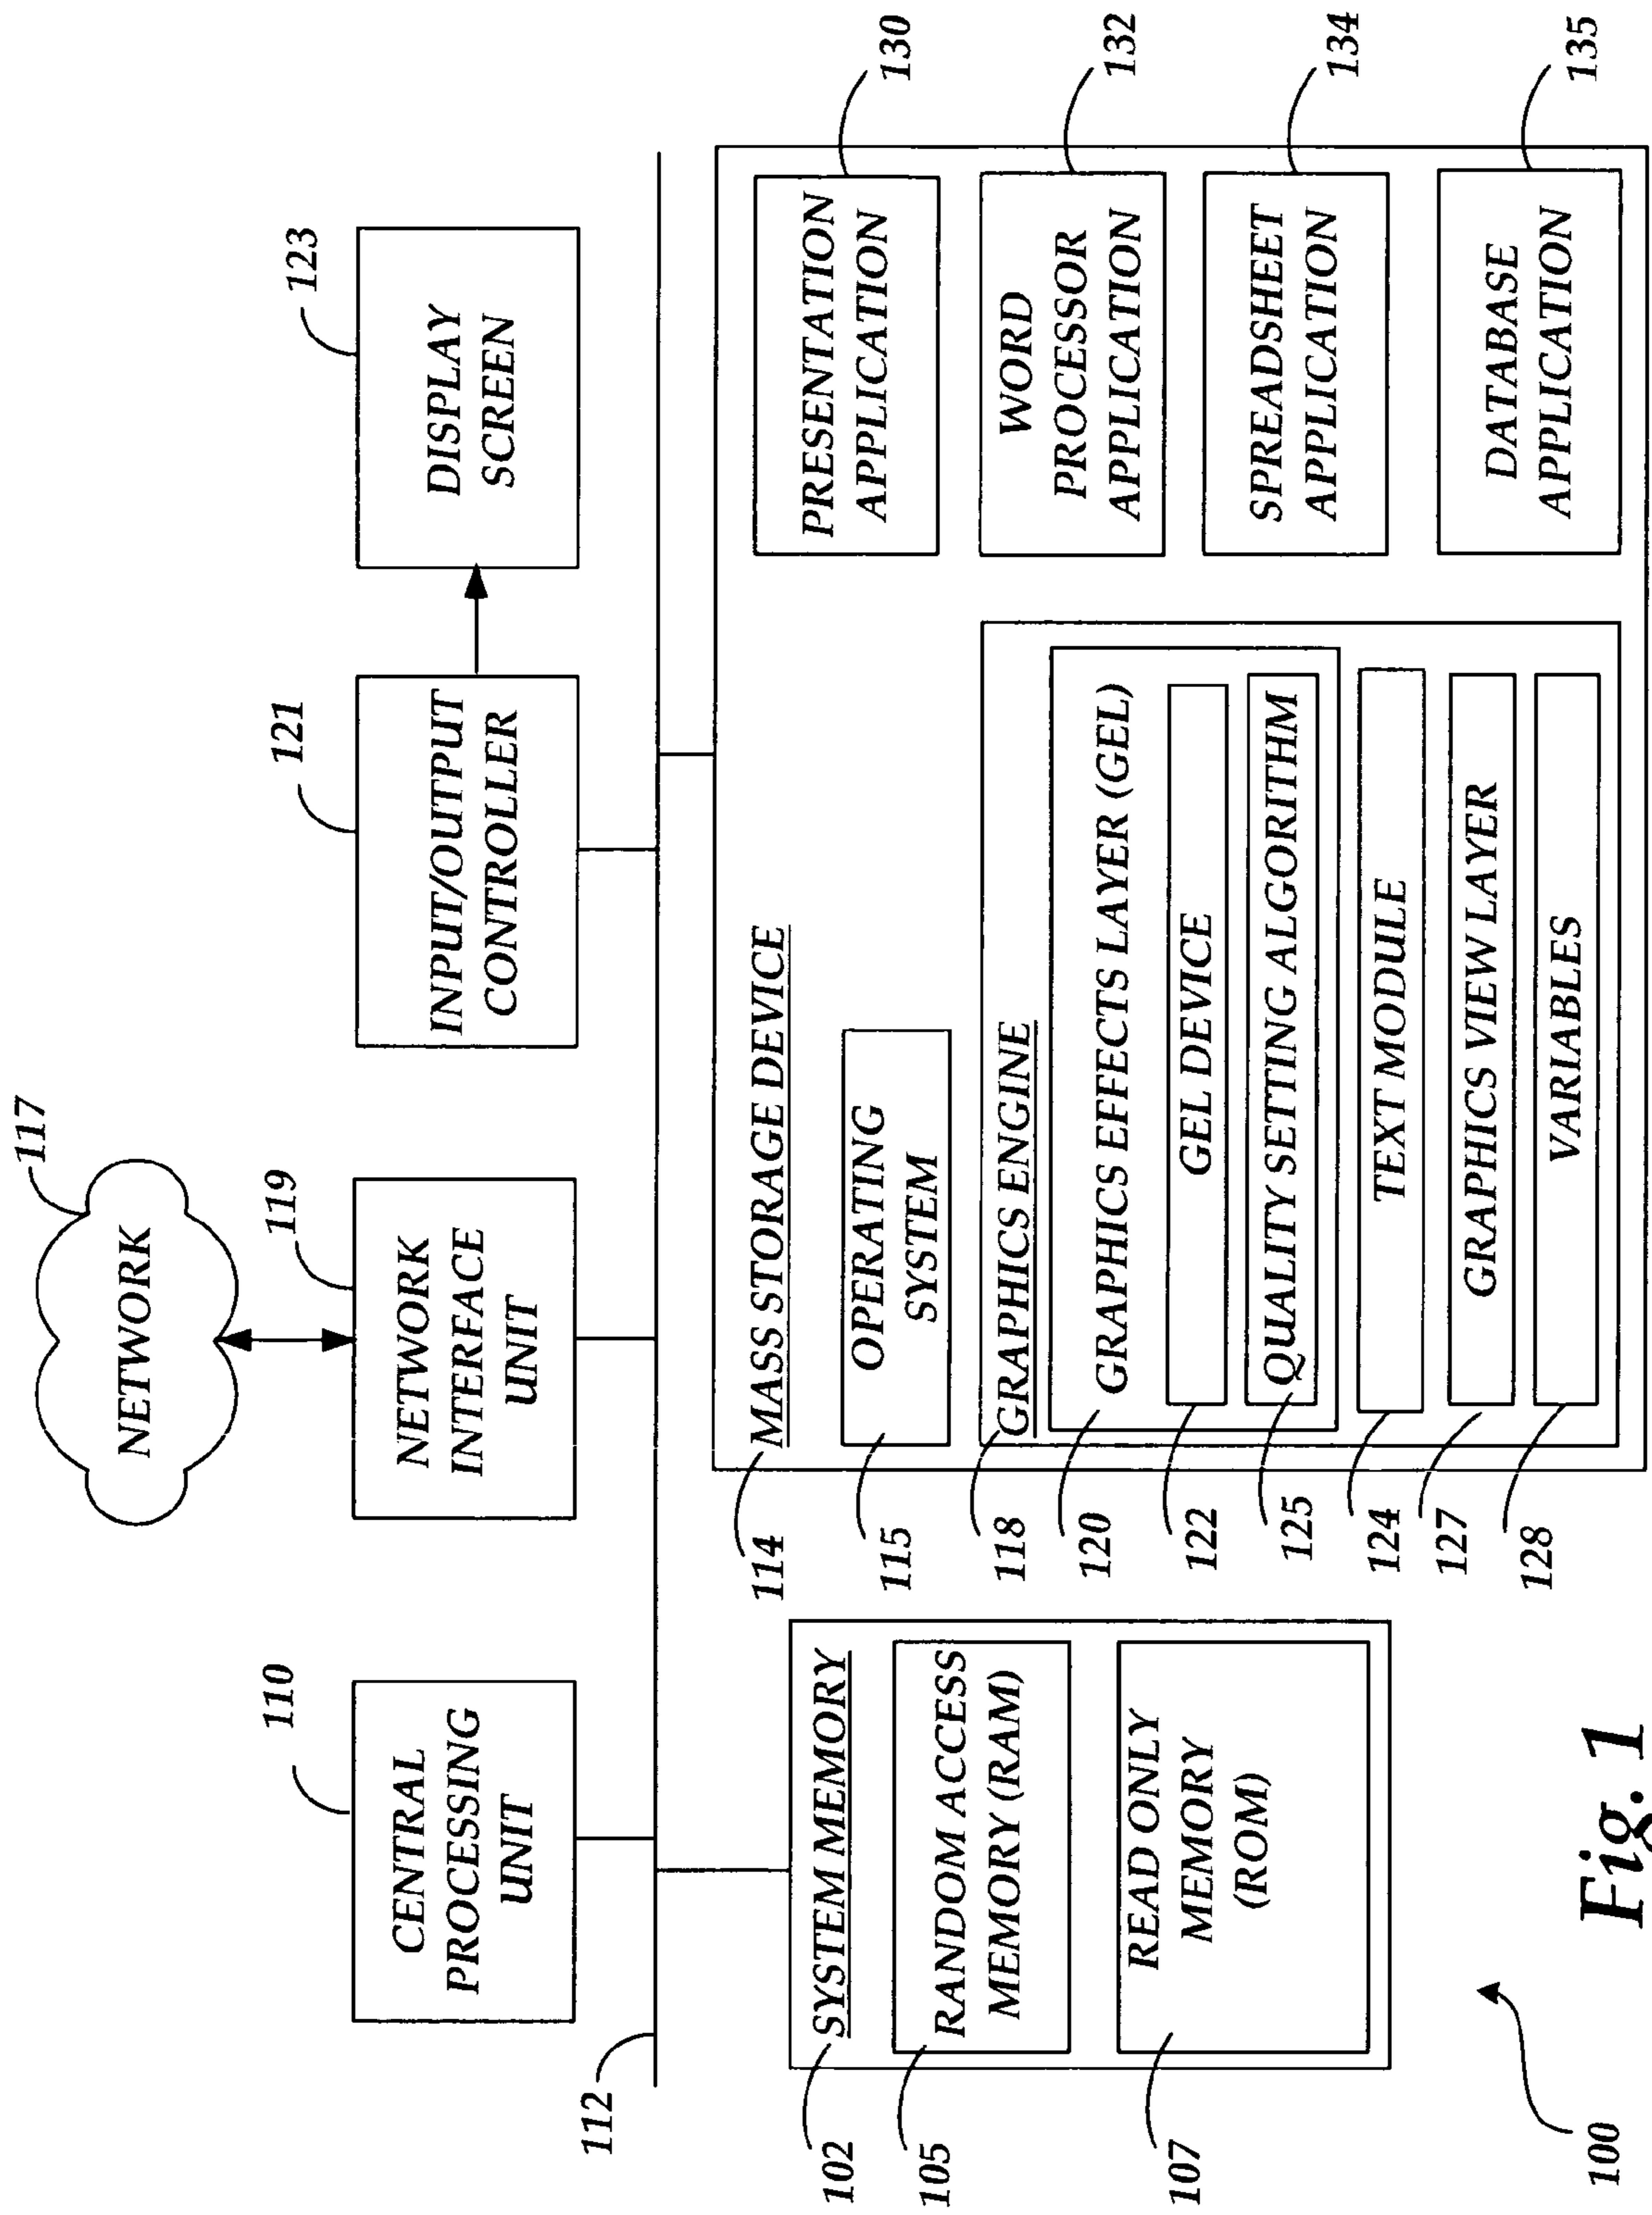 NETWORK
117
110
CENTRAL
PROCESSING
UNIT
119
NETWORK
INTERFACE
UNIT
121
INPUT/OUTPUT
CONTROLLER
123
DISPLAY
SCREEN
112
102
SYSTEM MEMORY
105
RANDOM ACCESS
MEMORY (RAM)
107
READ ONLY
MEMORY
(ROM)
114
MASS STORAGE DEVICE
115
OPERATING
SYSTEM
118
GRAPHICS ENGINE
120
GRAPHICS EFFECTS LAYER (GEL)
122
GEL DEVICE
125
QUALITY SETTING ALGORITHM
124
TEXT MODULE
127
GRAPHICS VIEW LAYER
128
VARIABLES
PRESENTATION
APPLICATION
130
WORD
PROCESSOR
APPLICATION
132
SPREADSHEET
APPLICATION
134
DATABASE
APPLICATION
135
100
Fig. 1